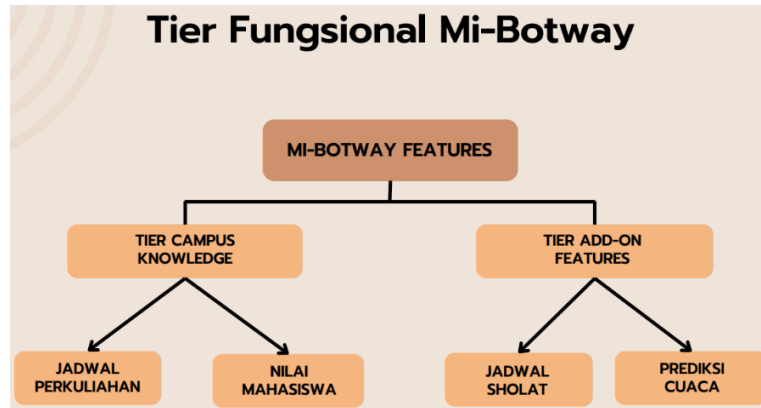 Tier Fungsional Mi-Botway
MI-BOTWAY FEATURES
TIER CAMPUS
KNOWLEDGE
TIER ADD-ON
FEATURES
JADWAL
PERKULIAHAN
NILAI
MAHASISWA
JADWAL
SHOLAT
PREDIKSI
CUACA